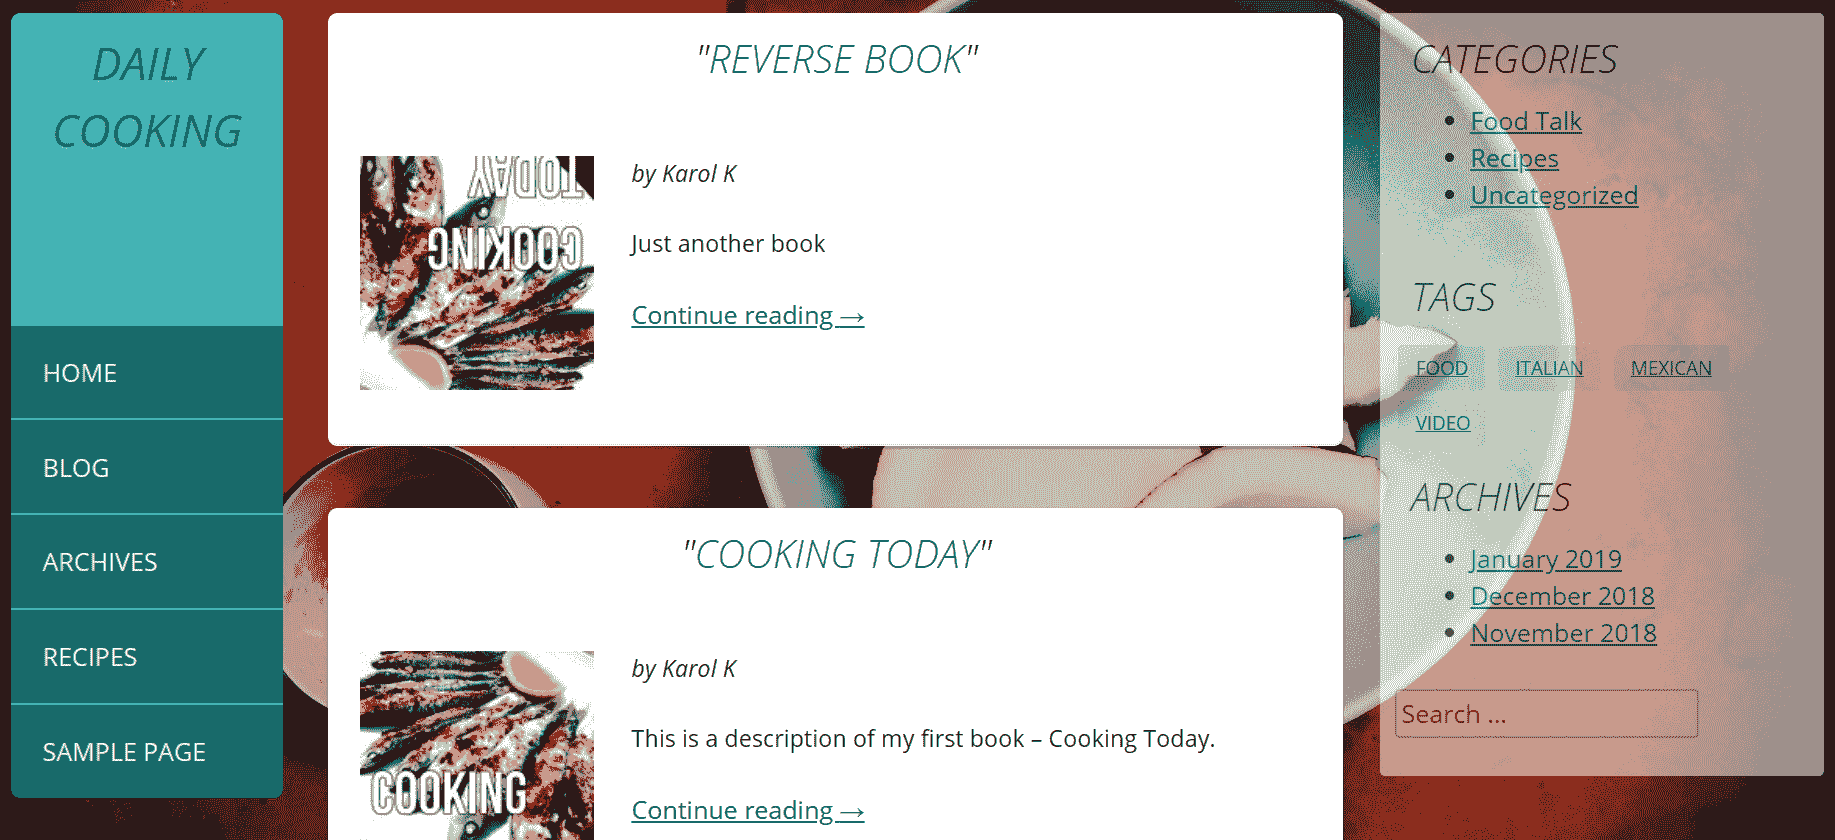 DAILY
COOKING
HOME
BLOG
ARCHIVES
RECIPES
SAMPLE PAGE
"REVERSE BOOK"
TODAY
COOKING
by Karol K
Just another book
Continue reading →
"COOKING TODAY"
COOKING
by Karol K
This is a description of my first book – Cooking Today.
Continue reading →
CATEGORIES
Food Talk
Recipes
Uncategorized
TAGS
FOOD ITALIAN MEXICAN
VIDEO
ARCHIVES
January 2019
December 2018
November 2018
Search ...